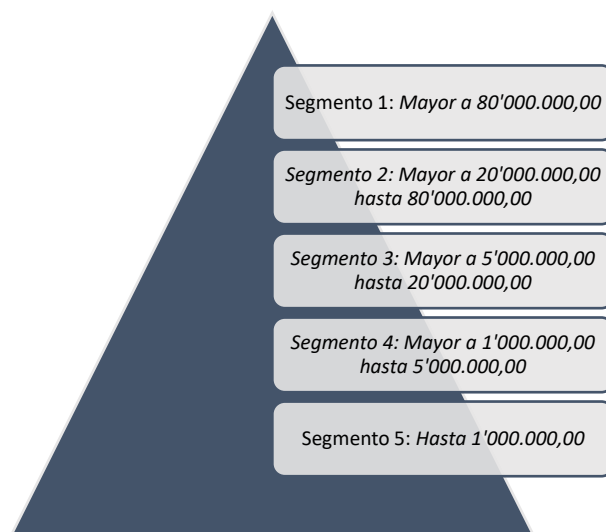 Segmento 1: Mayor a 80'000.000,00
Segmento 2: Mayor a 20'000.000,00
hasta 80'000.000,00
Segmento 3: Mayor a 5'000.000,00
hasta 20'000.000,00
Segmento 4: Mayor a 1'000.000,00
hasta 5'000.000,00
Segmento 5: Hasta 1'000.000,00